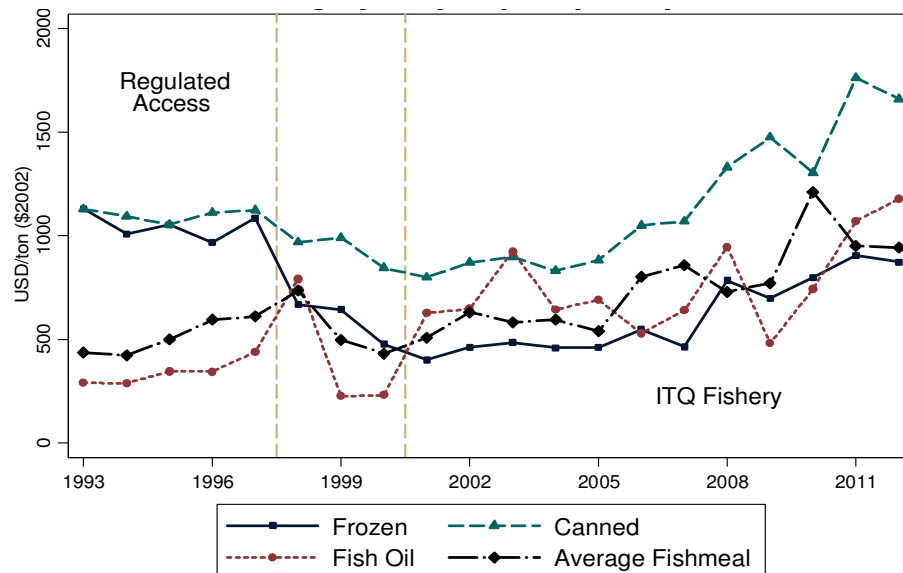 2000
1500
1000
500
0
USD/ton ($2002)
Regulated
Access
ITQ Fishery
1993
1996
1999
2002
2005
2008
2011
Frozen
Canned
Fish Oil
Average Fishmeal